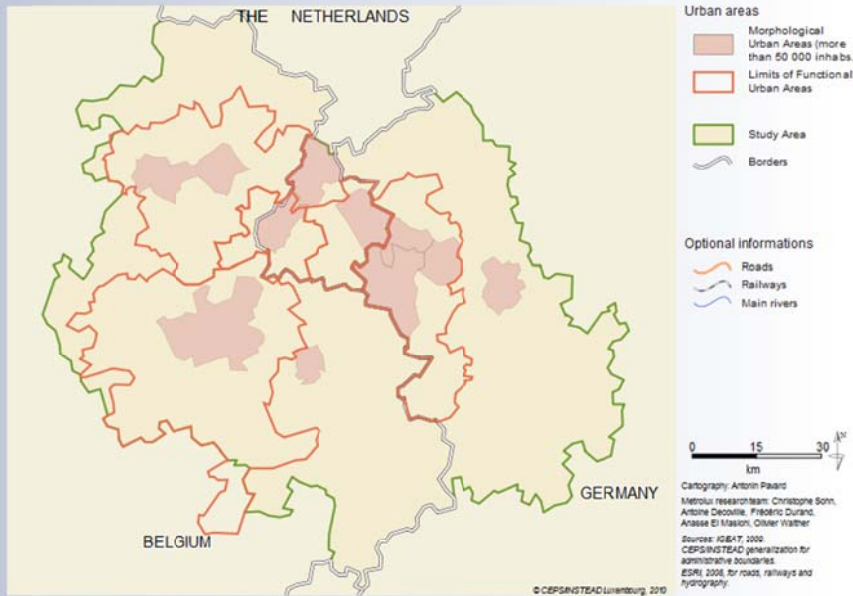 THE NETHERLANDS
BELGIUM
GERMANY
© CEPS/INSTEAD Luxembourg, 2010
Urban areas
Morphological
Urban Areas (more
than 50 000 inhabs.
Limits of Functional
Urban Areas
Study Area
Borders
Optional informations
Roads
Railways
Main rivers
N
0 15 30
km
Cartography: Antonin Pavard
Metrolux research team: Christophe Sohn,
Antoine Decoville, Frédéric Durand,
Anasse El Maslohi, Olivier Walther
Sources: IGEAT, 2009.
CEPS/INSTEAD generalization for
administrative boundaries.
ESRI, 2008, for roads, railways and
hydrography.